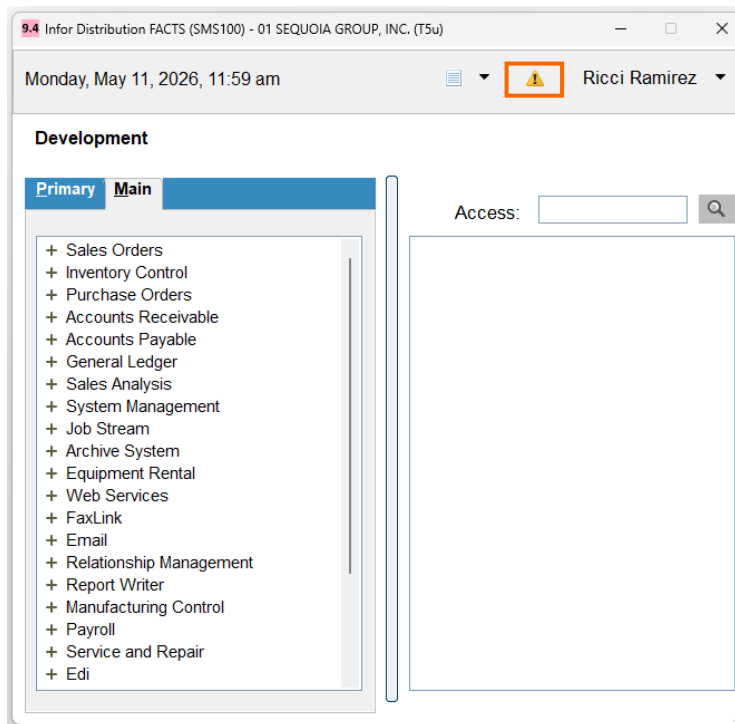 9.4 Infor Distribution FACTS (SMS100) - 01 SEQUOIA GROUP, INC. (T5u)
Monday, May 11, 2026, 11:59 am
Ricci Ramirez
Development
Primary Main
Access:
+ Sales Orders
+ Inventory Control
+ Purchase Orders
+ Accounts Receivable
+ Accounts Payable
+ General Ledger
+ Sales Analysis
+ System Management
+ Job Stream
+ Archive System
+ Equipment Rental
+ Web Services
+ FaxLink
+ Email
+ Relationship Management
+ Report Writer
+ Manufacturing Control
+ Payroll
+ Service and Repair
+ Edi